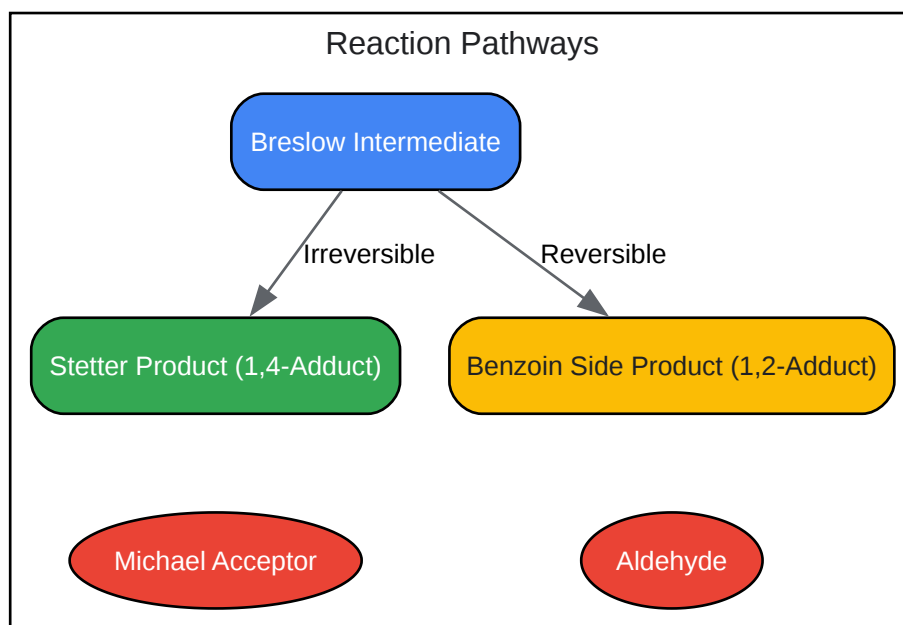 Reaction Pathways
Breslow Intermediate
Irreversible
Reversible
Stetter Product (1,4-Adduct)
Benzoin Side Product (1,2-Adduct)
Michael Acceptor
Aldehyde